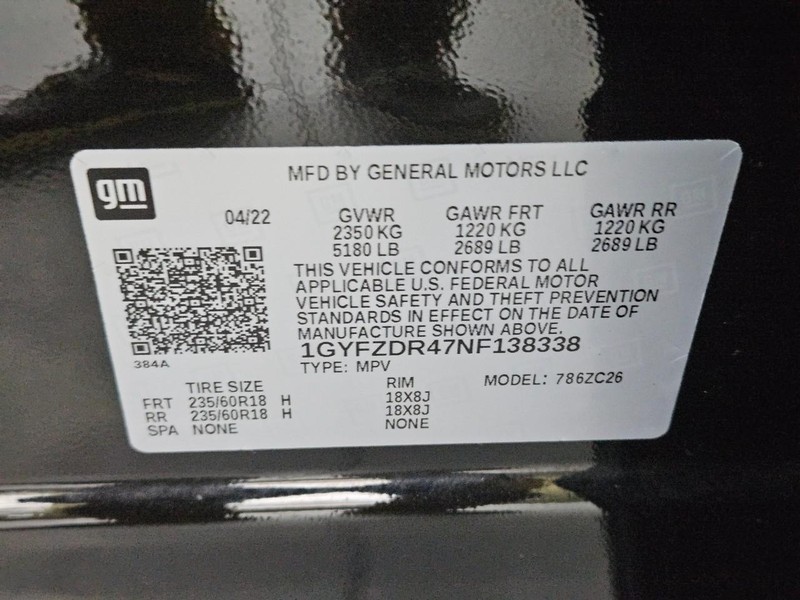 gm
MFD BY GENERAL MOTORS LLC
04/22 GVWR GAWR FRT GAWR RR
2350 KG 1220 KG 1220 KG
5180 LB 2689 LB 2689 LB
THIS VEHICLE CONFORMS TO ALL
APPLICABLE U.S. FEDERAL MOTOR
VEHICLE SAFETY AND THEFT PREVENTION
STANDARDS IN EFFECT ON THE DATE OF
MANUFACTURE SHOWN ABOVE.
1GYFZDR47NF138338
384A
TYPE: MPV
TIRE SIZE RIM MODEL: 786ZC26
FRT 235/60R18 H 18X8J
RR 235/60R18 H 18X8J
SPA NONE NONE